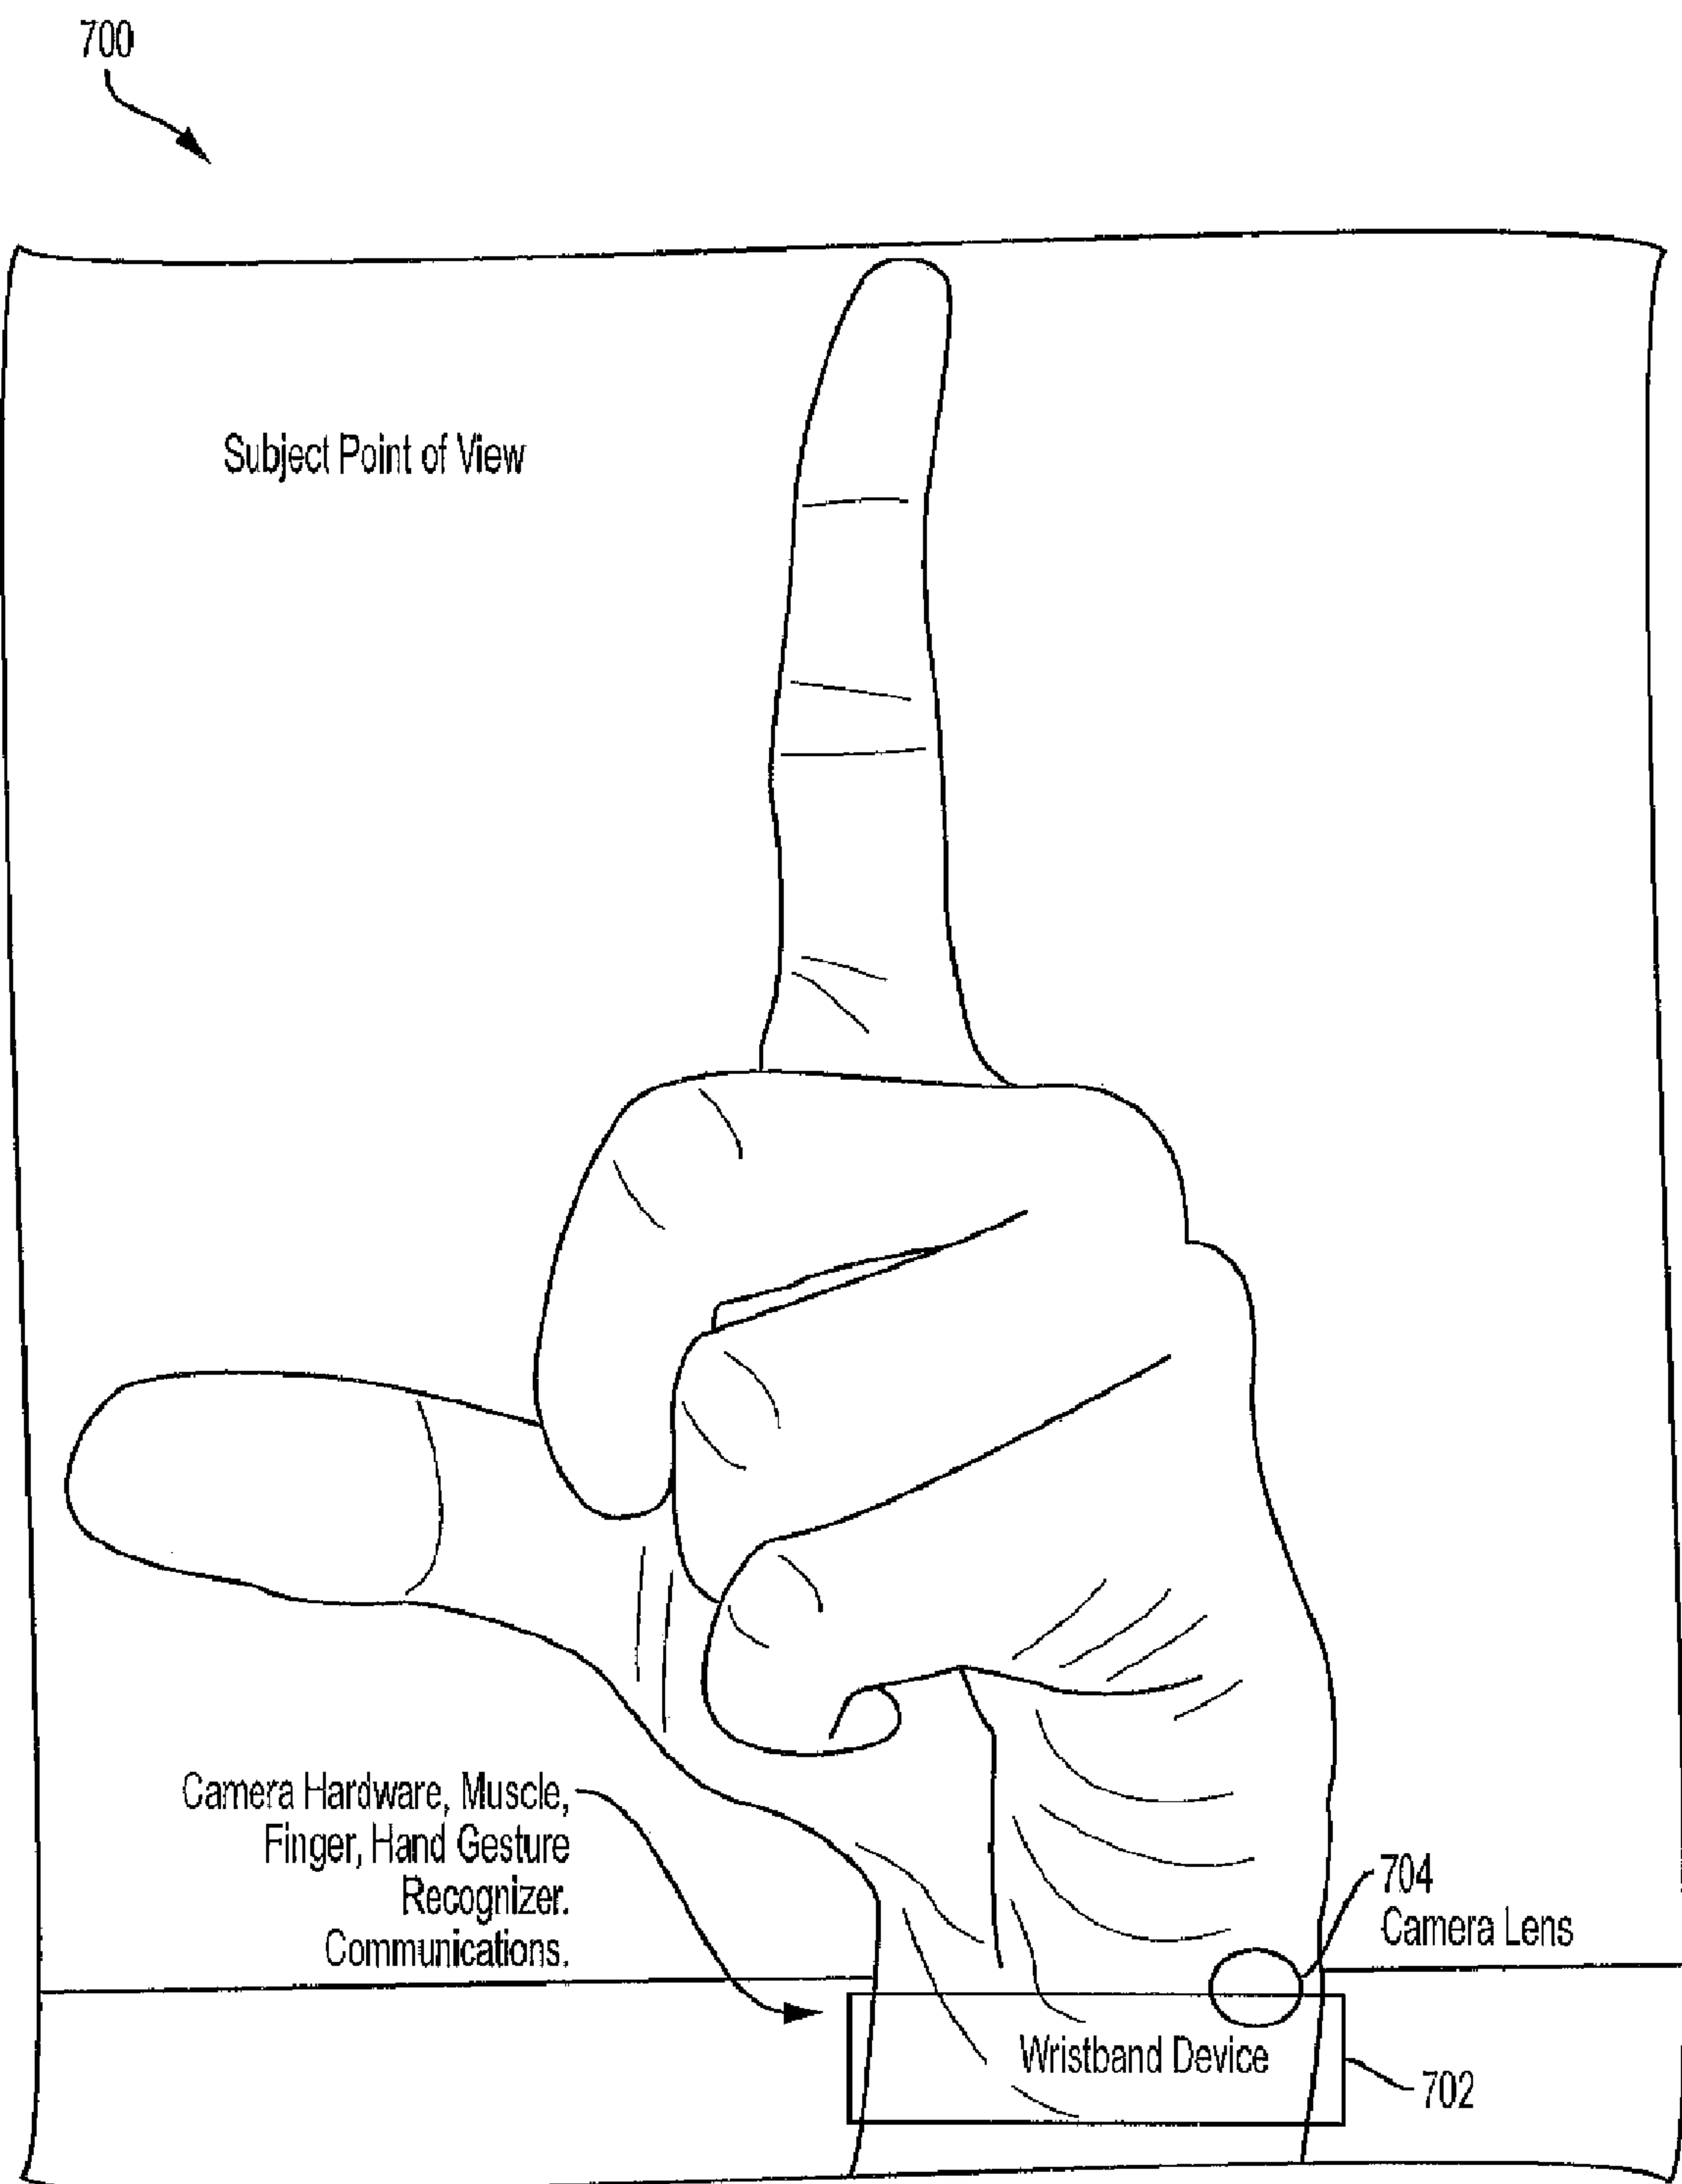 700
Subject Point of View
Camera Hardware, Muscle,
Finger, Hand Gesture
Recognizer.
Communications.
704
Camera Lens
Wristband Device
702